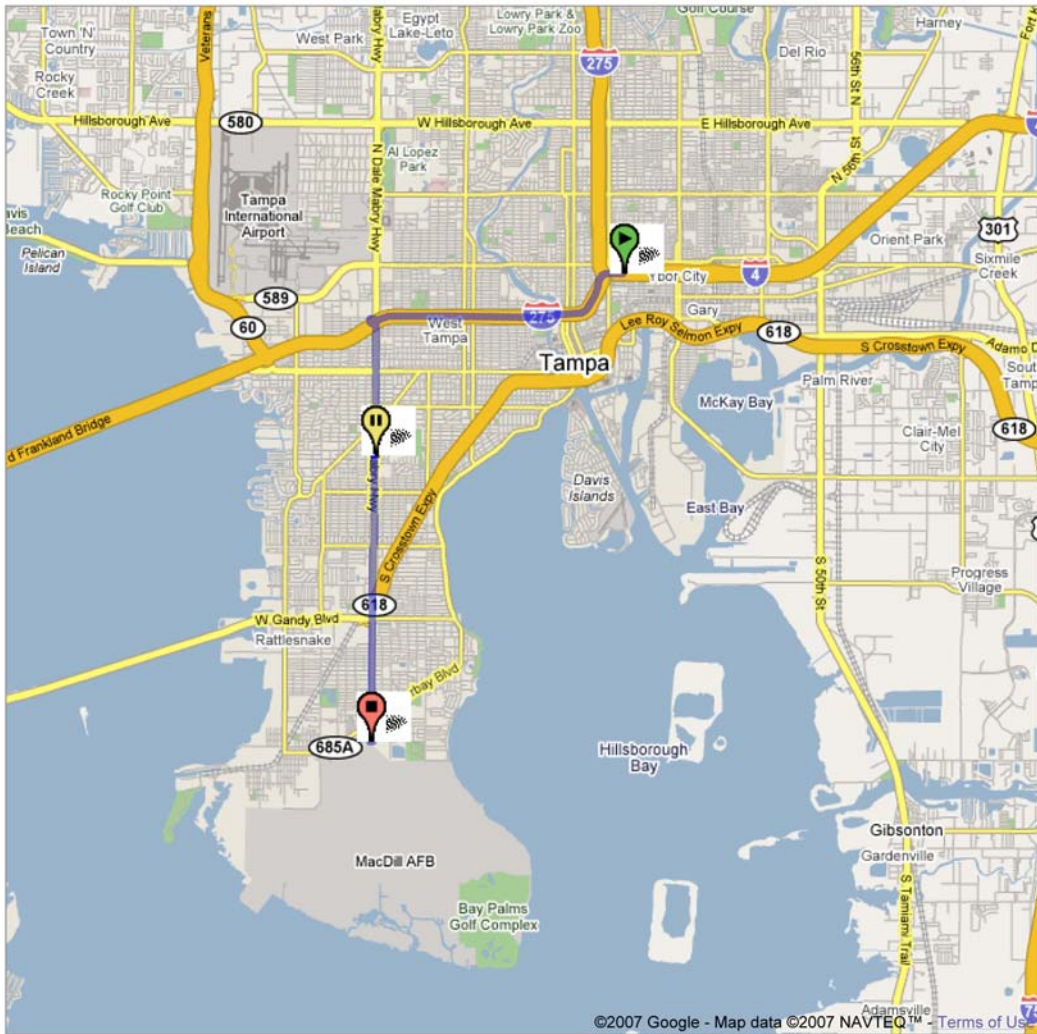 Town 'N'
Country
Rocky
Creek
Veterans
West Park
Egypt
Lake-Leto
Mabry Hwy
Lowry Park &
Lowry Park Zoo
Golf Course
Del Rio
Harney
275
56th St N
Hillsborough Ave
580
W Hillsborough Ave
E Hillsborough Ave
N Dale Mabry Hwy
Al Lopez
Park
N 56th St
Rocky Point
Golf Club
Tampa
International
Airport
Pelican
Island
301
Orient Park
Sixmile
Creek
Ybor City
4
589
60
West
Tampa
275
Gary
Lee Roy Selmon Expy
618
S Crosstown Expy
Tampa
Palm River
McKay Bay
Clair-Mel
City
618
d Frankland Bridge
Davis
Islands
East Bay
S Crosstown Expy
S 50th St
Progress
Village
618
W Gandy Blvd
Rattlesnake
rbay Blvd
685A
Hillsborough
Bay
MacDill AFB
Gibsonton
Gardenville
Bay Palms
Golf Complex
S Tamiami Trail
Adamsville
75
©2007 Google - Map data ©2007 NAVTEQ™ - Terms of Us